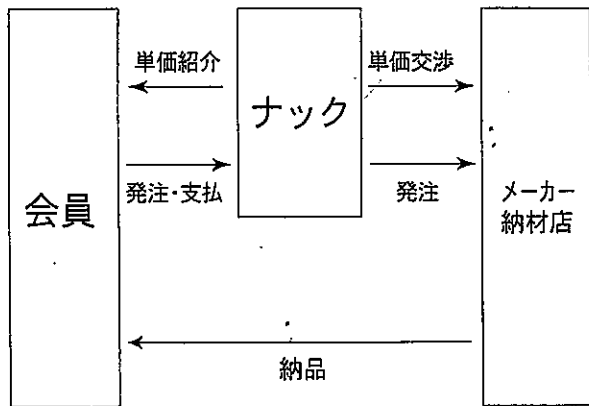 単価紹介
単価交渉
ナック
発注・支払
発注
会員
メーカー
納材店
納品